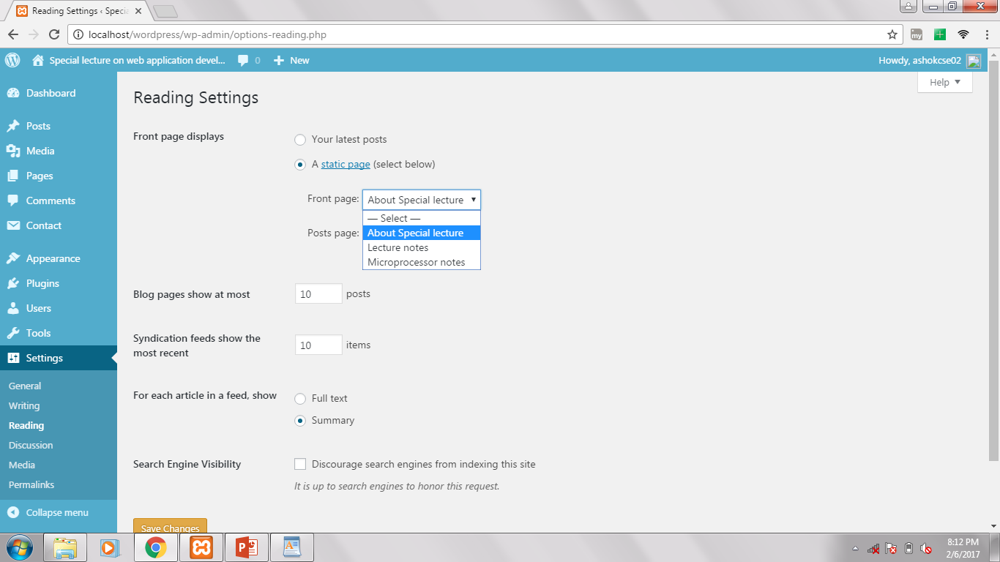 Reading Settings ‹ Specia
localhost/wordpress/wp-admin/options-reading.php
my
Special lecture on web application devel...
0
New
Howdy, ashokcse02
Help
Dashboard
Posts
Media
Pages
Comments
Contact
Appearance
Plugins
Users
Tools
Settings
General
Writing
Reading
Discussion
Media
Permalinks
Collapse menu
Reading Settings
Front page displays
Your latest posts
A static page (select below)
Front page: About Special lecture
— Select —
About Special lecture
Lecture notes
Microprocessor notes
Posts page:
Blog pages show at most 10 posts
Syndication feeds show the
most recent
10 items
For each article in a feed, show
Full text
Summary
Search Engine Visibility
Discourage search engines from indexing this site
It is up to search engines to honor this request.
Save Changes
8:12 PM
2/6/2017